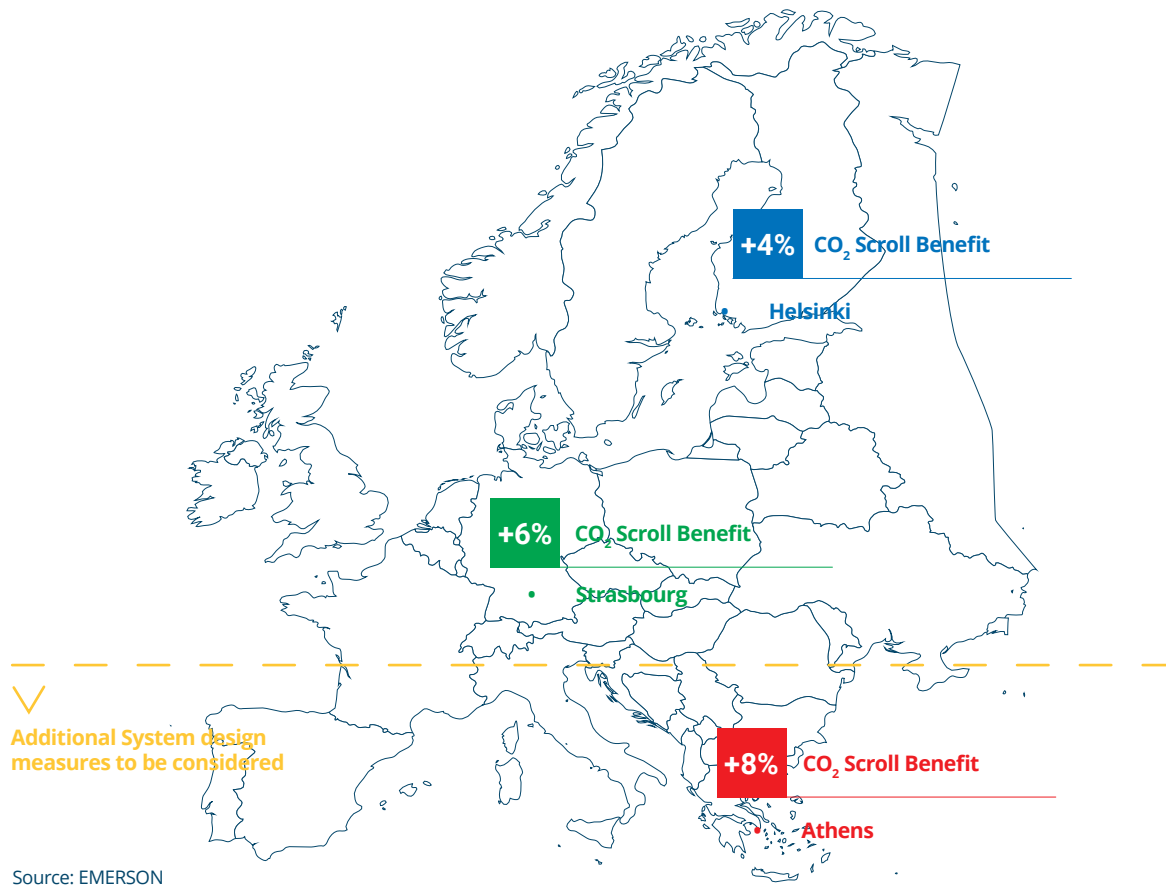 +4% CO₂ Scroll Benefit
Helsinki
+6% CO₂ Scroll Benefit
Strasbourg
Additional System design
measures to be considered
+8% CO₂ Scroll Benefit
Athens
Source: EMERSON